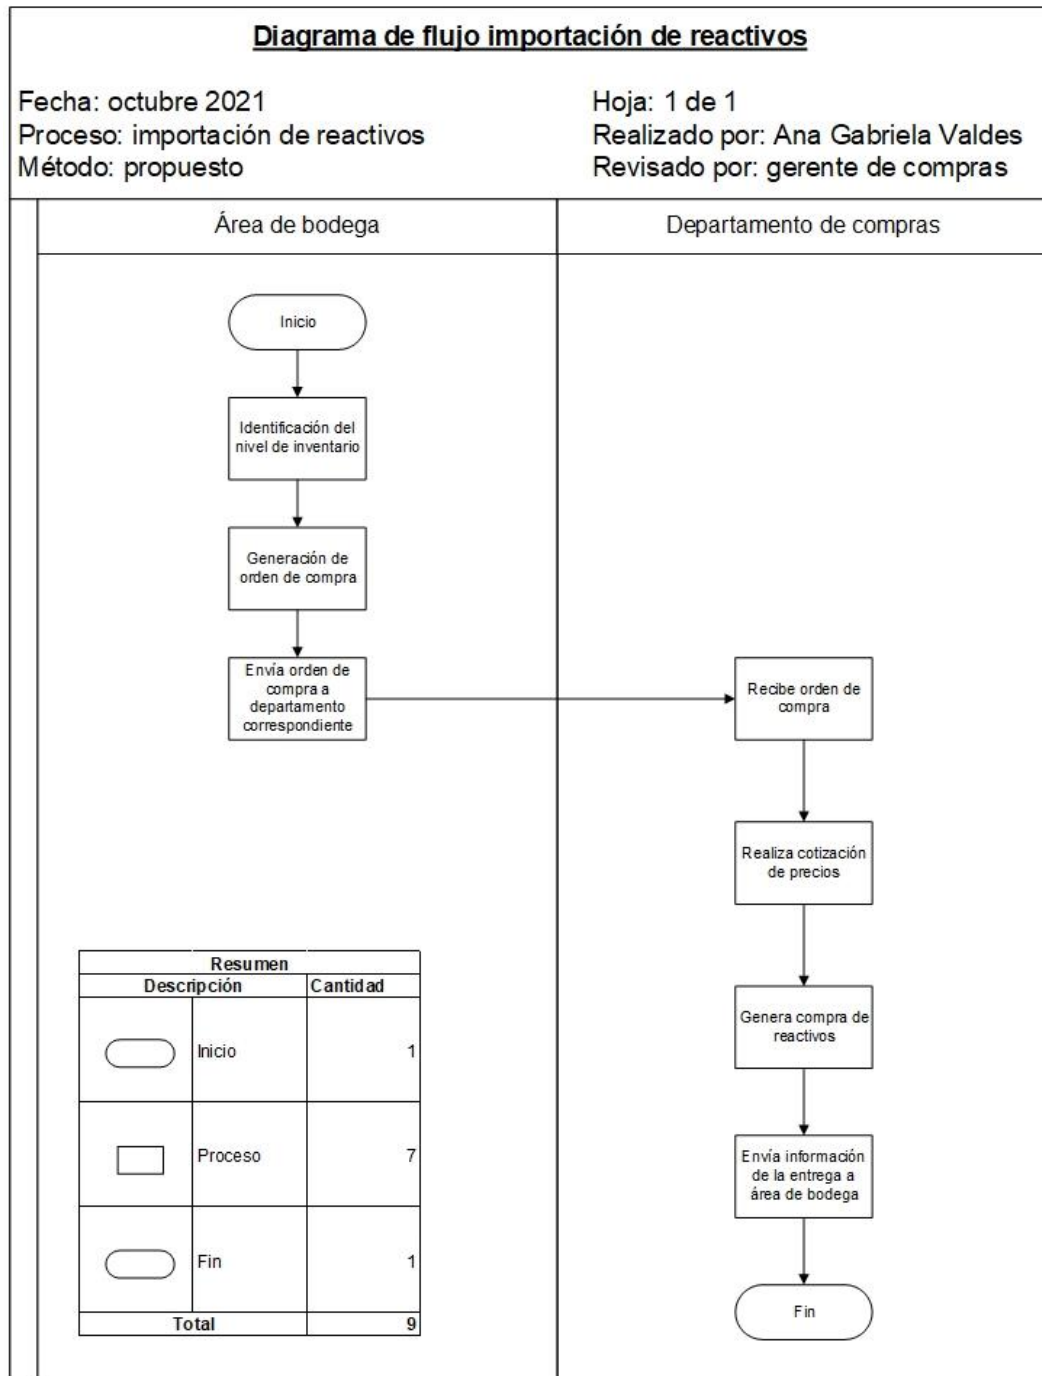 Diagrama de flujo importación de reactivos
Fecha: octubre 2021
Proceso: importación de reactivos
Método: propuesto
Hoja: 1 de 1
Realizado por: Ana Gabriela Valdes
Revisado por: gerente de compras
Área de bodega
Departamento de compras
Inicio
Identificación del
nivel de inventario
Generación de
orden de compra
Envía orden de
compra a
departamento
correspondiente
Recibe orden de
compra
Realiza cotización
de precios
Genera compra de
reactivos
Envía información
de la entrega a
área de bodega
Fin
Resumen
Descripción Cantidad
Inicio 1
Proceso 7
Fin 1
Total 9